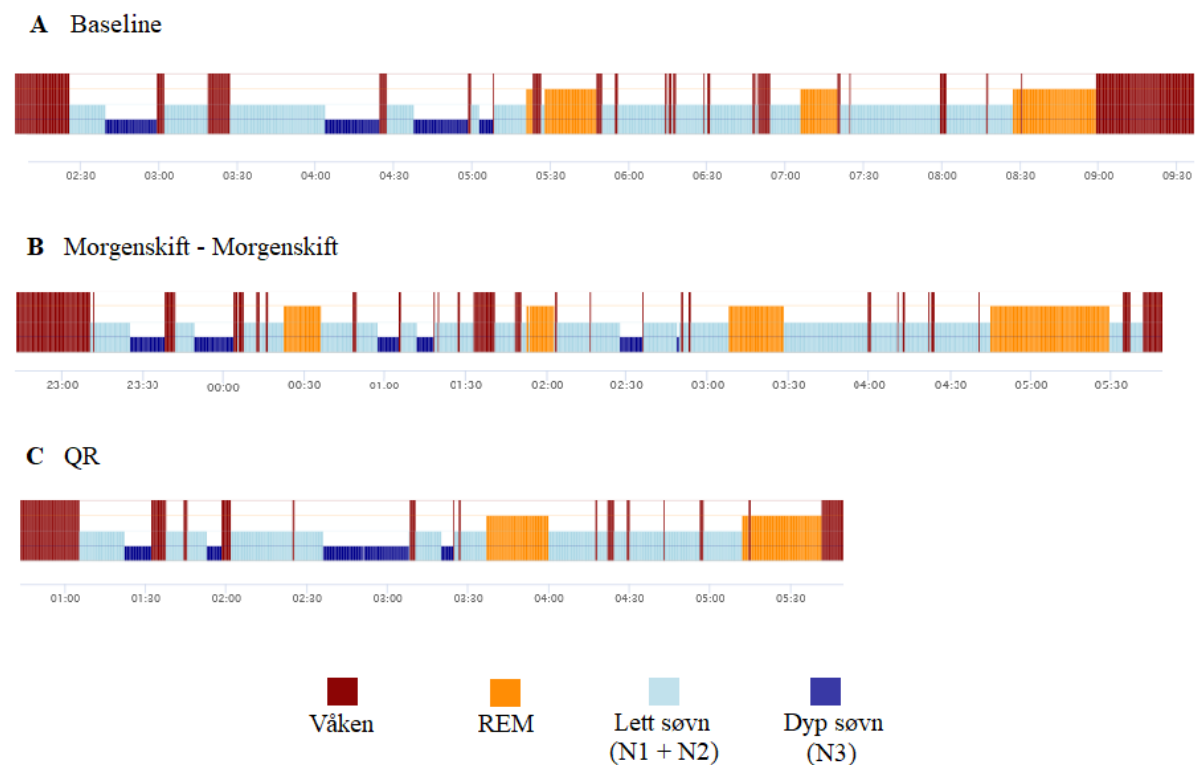 A Baseline
02:30 03:00 03:30 04:00 04:30 05:00 05:30 06:00 06:30 07:00 07:30 08:00 08:30 09:00 09:30
B Morgenskift - Morgenskift
23:00 23:30 00:00 00:30 01:00 01:30 02:00 02:30 03:00 03:30 04:00 04:30 05:00 05:30
C QR
01:00 01:30 02:00 02:30 03:00 03:30 04:00 04:30 05:00 05:30
Våken REM Lett søvn Dyp søvn
(N1 + N2) (N3)